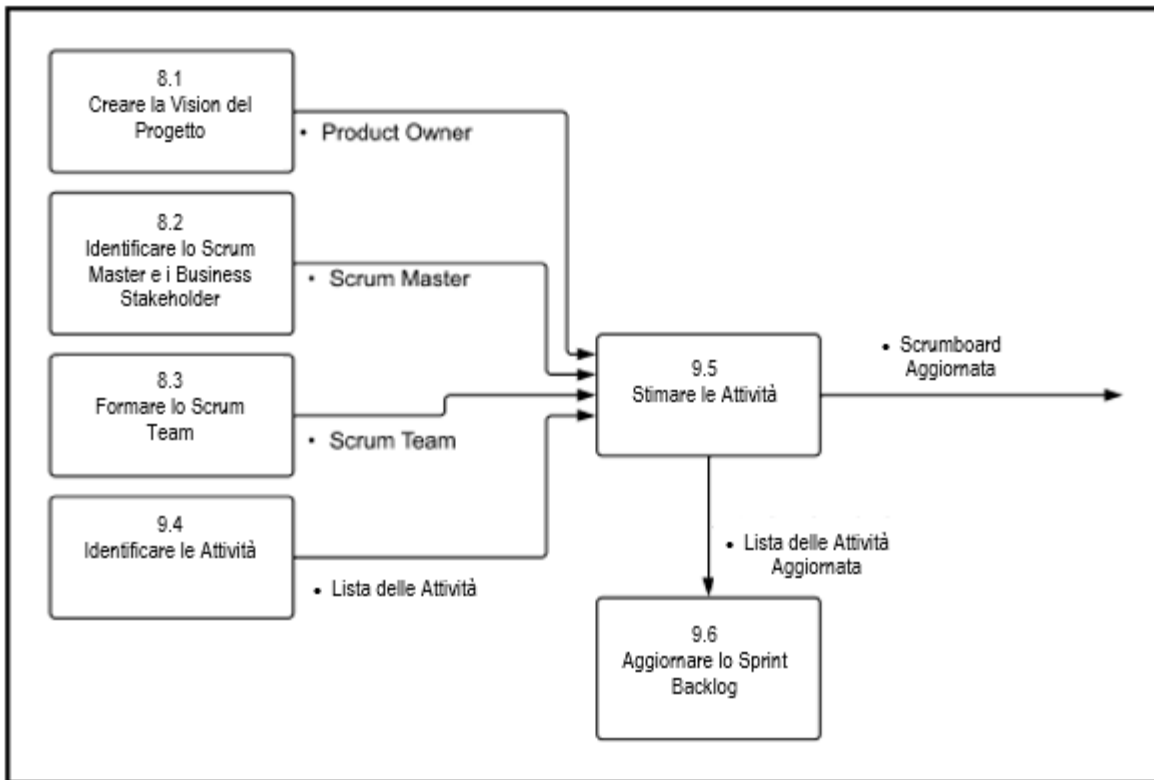 8.1
Creare la Vision del
Progetto
• Product Owner
8.2
Identificare lo Scrum
Master e i Business
Stakeholder
• Scrum Master
8.3
Formare lo Scrum
Team
• Scrum Team
9.4
Identificare le Attività
• Lista delle Attività
9.5
Stimare le Attività
• Scrumboard
Aggiornata
• Lista delle Attività
Aggiornata
9.6
Aggiornare lo Sprint
Backlog